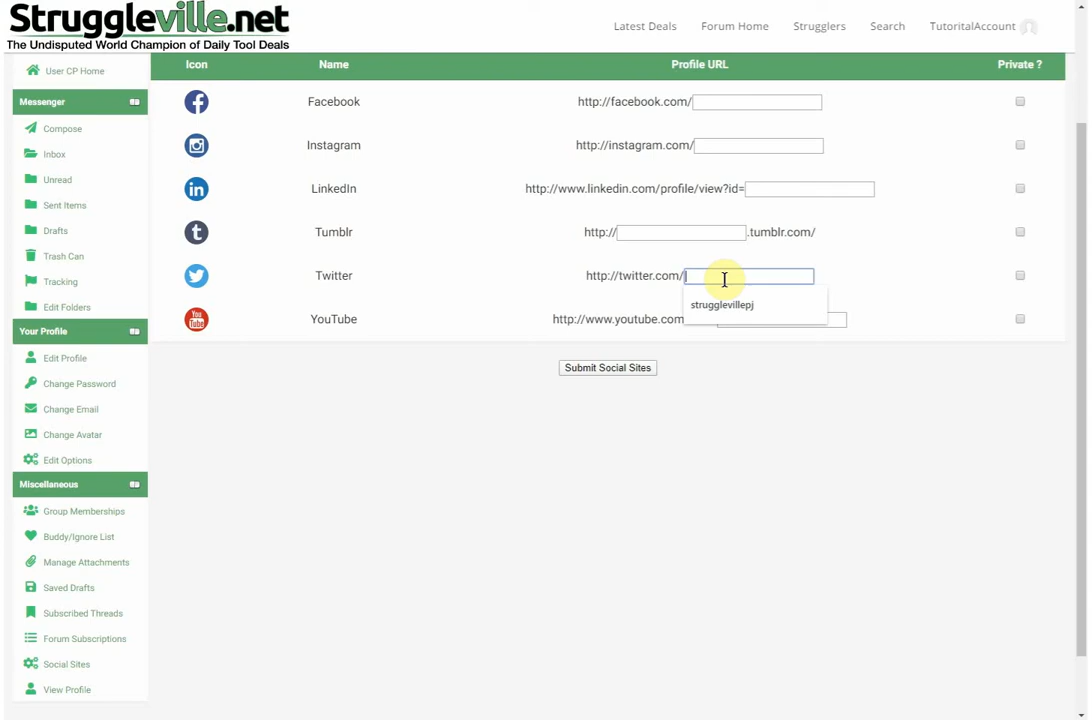 Struggleville.net
The Undisputed World Champion of Daily Tool Deals
Latest Deals Forum Home Strugglers Search TutoritalAccount
User CP Home
Messenger
Compose
Inbox
Unread
Sent Items
Drafts
Trash Can
Tracking
Edit Folders
Your Profile
Edit Profile
Change Password
Change Email
Change Avatar
Edit Options
Miscellaneous
Group Memberships
Buddy/Ignore List
Manage Attachments
Saved Drafts
Subscribed Threads
Forum Subscriptions
Social Sites
View Profile
Icon Name Profile URL Private ?
Facebook http://facebook.com/
Instagram http://instagram.com/
in LinkedIn http://www.linkedin.com/profile/view?id=
t Tumblr http:// .tumblr.com/
Twitter http://twitter.com/
strugglevillepj
You Tube YouTube http://www.youtube.com
Submit Social Sites